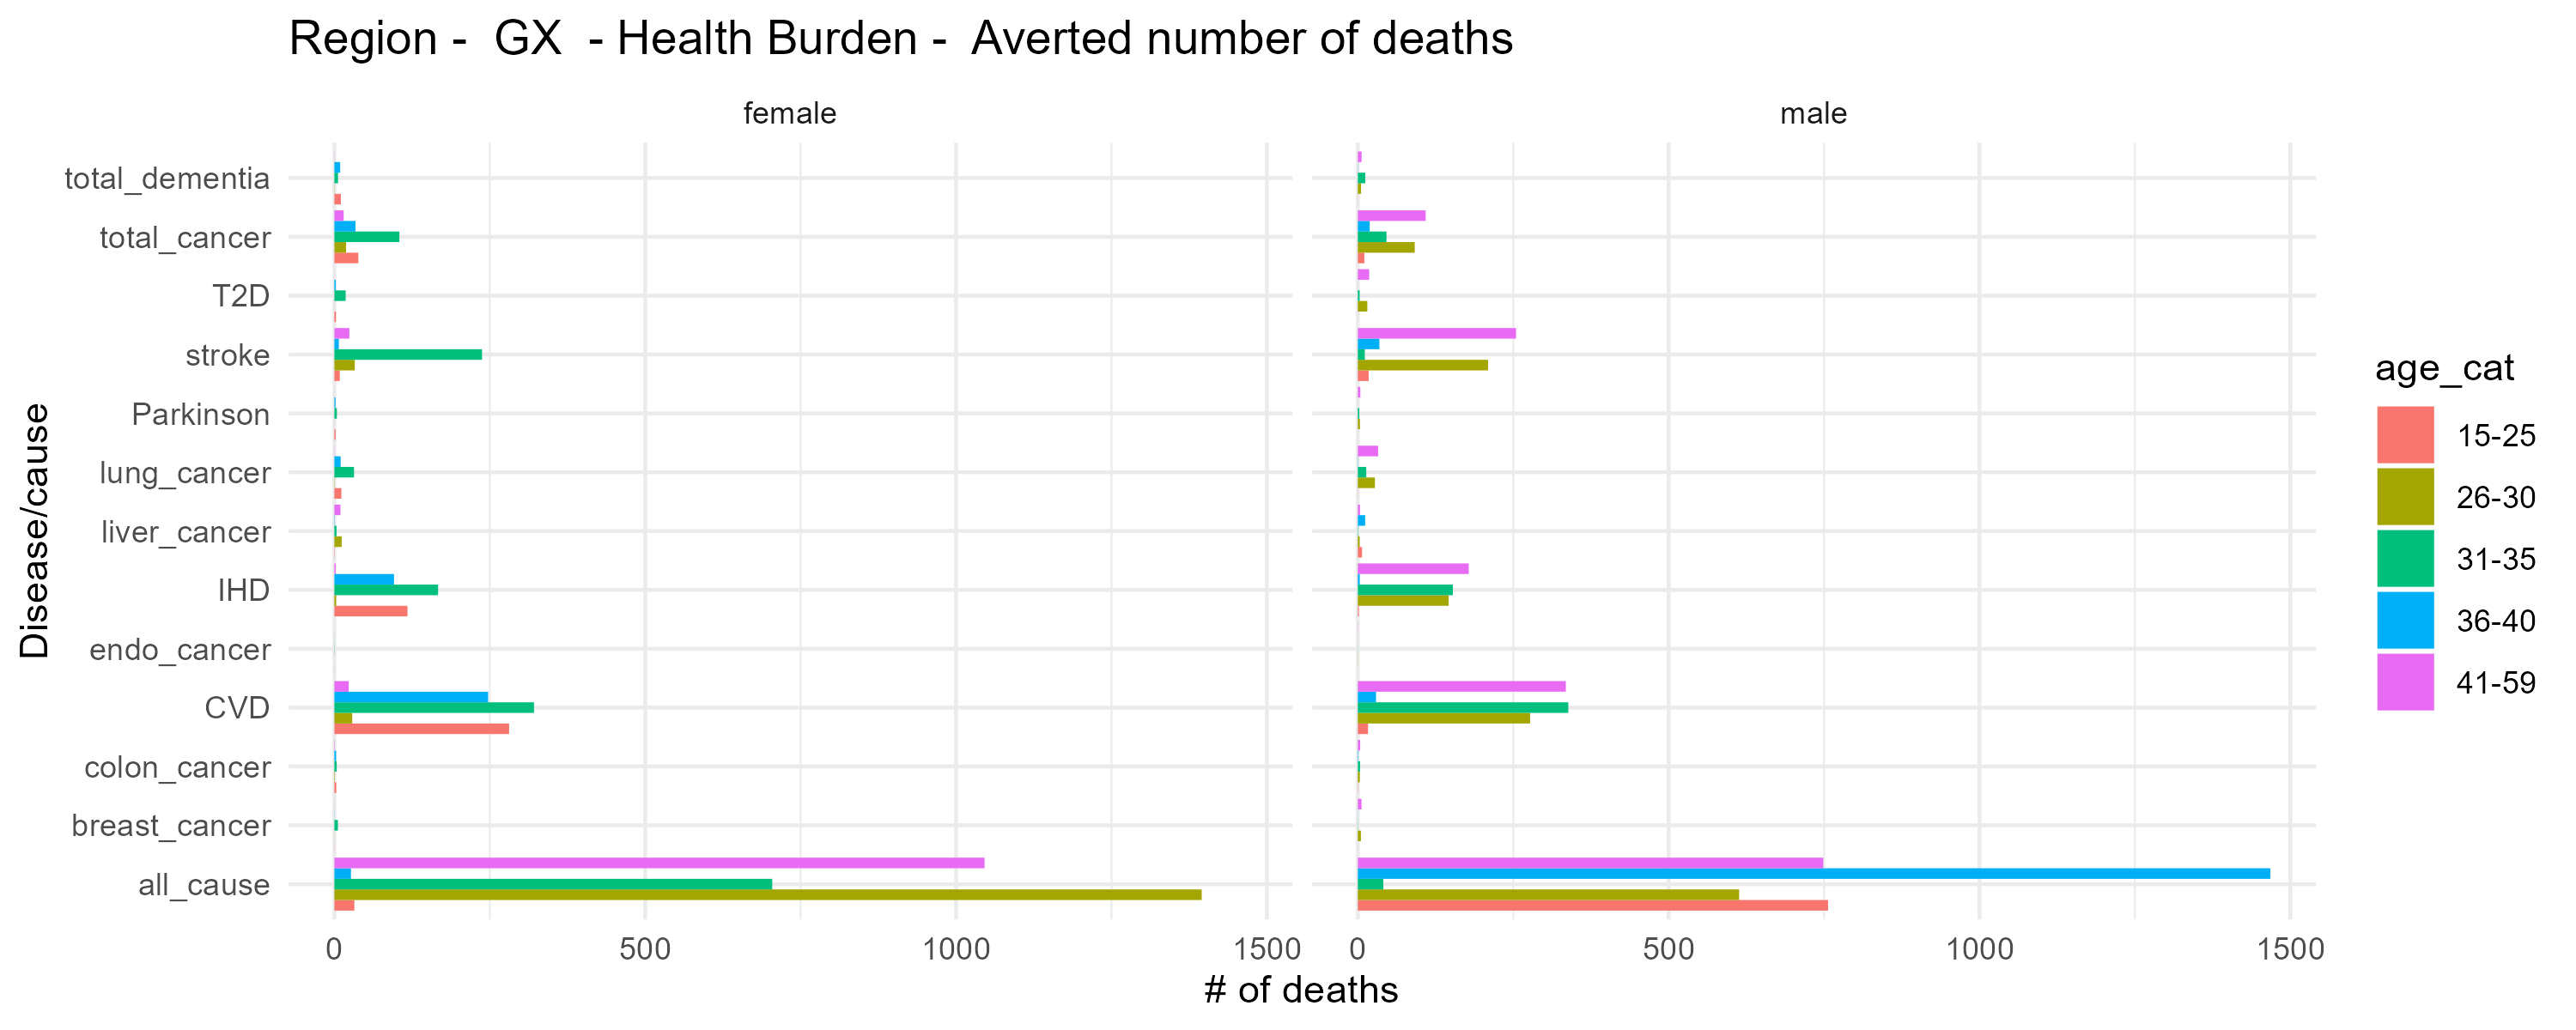 Region -  GX  - Health Burden -  Averted number of deaths
female
male
total_dementia
total_cancer
T2D
stroke
Parkinson
lung_cancer
liver_cancer
IHD
endo_cancer
CVD
colon_cancer
breast_cancer
all_cause
Disease/cause
0 500 1000 1500
0 500 1000 1500
# of deaths
age_cat
15-25
26-30
31-35
36-40
41-59